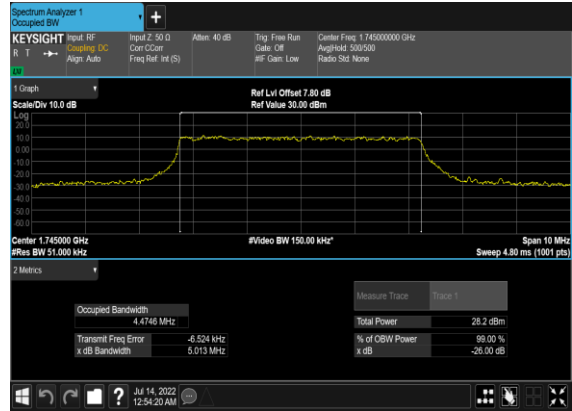 Spectrum Analyzer 1
Occupied BW
KEYSIGHT Input: RF Input Z: 50 Ω Atten: 40 dB Trig: Free Run Center Freq: 1.745000000 GHz
R T Coupling: DC Corr CCorr Gate: Off Avg|Hold: 500/500
Align: Auto Freq Ref: Int (S) #IF Gain: Low Radio Std: None
1 Graph
Ref Lvl Offset 7.80 dB
Scale/Div 10.0 dB Ref Value 30.00 dBm
Log
20.0
10.0
0.00
-10.0
-20.0
-30.0
-40.0
-50.0
-60.0
Center 1.745000 GHz #Video BW 150.00 kHz* Span 10 MHz
#Res BW 51.000 kHz Sweep 4.80 ms (1001 pts)
2 Metrics
Measure Trace Trace 1
Occupied Bandwidth
4.4746 MHz
Total Power 28.2 dBm
Transmit Freq Error -6.524 kHz % of OBW Power 99.00 %
x dB Bandwidth 5.013 MHz x dB -26.00 dB
? Jul 14, 2022
12:54:20 AM